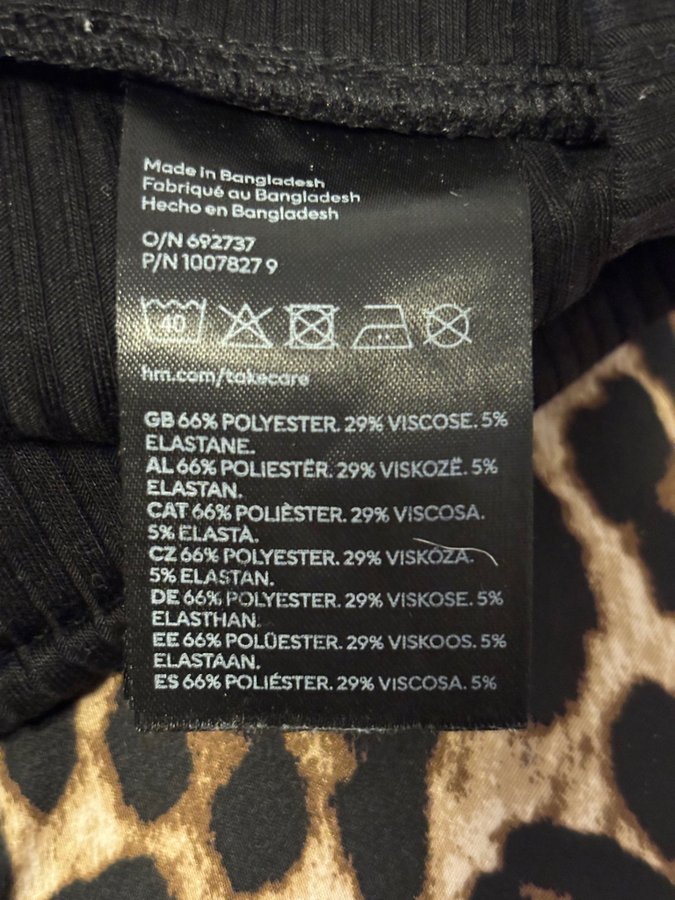 Made in Bangladesh
Fabriqué au Bangladesh
Hecho en Bangladesh
O/N 692737
P/N 1007827 9
40
hm.com/takecare
GB 66% POLYESTER. 29% VISCOSE. 5%
ELASTANE.
AL 66% POLIESTËR. 29% VISKOZË. 5%
ELASTAN.
CAT 66% POLIÈSTER. 29% VISCOSA.
5% ELASTÀ.
CZ 66% POLYESTER. 29% VISKÓZA.
5% ELASTAN.
DE 66% POLYESTER. 29% VISKOSE. 5%
ELASTHAN.
EE 66% POLÜESTER. 29% VISKOOS. 5%
ELASTAAN.
ES 66% POLIÉSTER. 29% VISCOSA. 5%